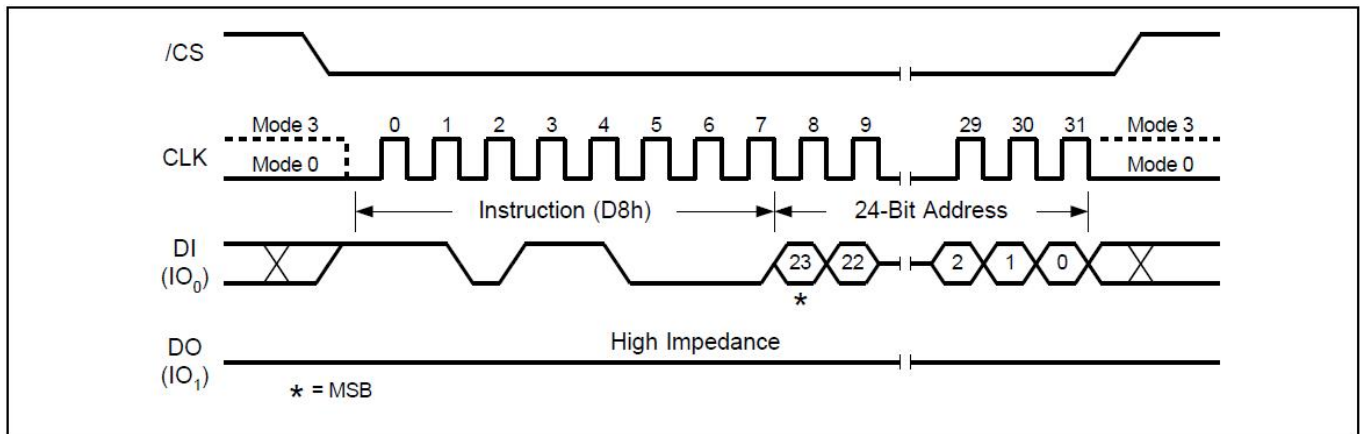 /CS
Mode 3 0 1 2 3 4 5 6 7 8 9 29 30 31 Mode 3
CLK Mode 0 Mode 0
Instruction (D8h) 24-Bit Address
DI
(IO₀) 23 22 2 1 0
*
High Impedance
DO
(IO₁)
* = MSB